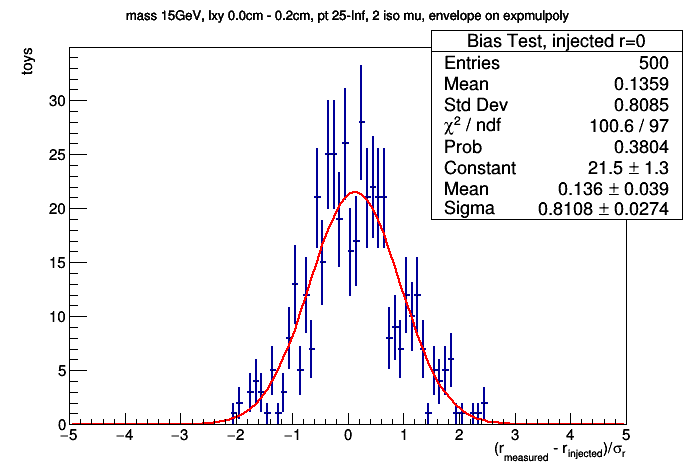 mass 15GeV, lxy 0.0cm - 0.2cm, pt 25-Inf, 2 iso mu, envelope on expmulpoly
Bias Test, injected r=0
Entries 500
Mean 0.1359
Std Dev 0.8085
χ² / ndf 100.6 / 97
Prob 0.3804
Constant 21.5 ± 1.3
Mean 0.136 ± 0.039
Sigma 0.8108 ± 0.0274
toys
30
25
20
15
10
5
0
−5 −4 −3 −2 −1 0 1 2 3 4 5
(r_measured - r_injected)/σ_r